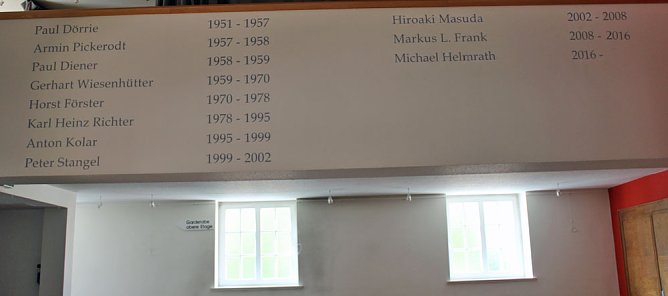 Paul Dörrie 1951 - 1957
Armin Pickerodt 1957 - 1958
Paul Diener 1958 - 1959
Gerhart Wiesenhütter 1959 - 1970
Horst Förster 1970 - 1978
Karl Heinz Richter 1978 - 1995
Anton Kolar 1995 - 1999
Peter Stangel 1999 - 2002
Hiroaki Masuda 2002 - 2008
Markus L. Frank 2008 - 2016
Michael Helmrath 2016 -
Garderobe
obere Etage